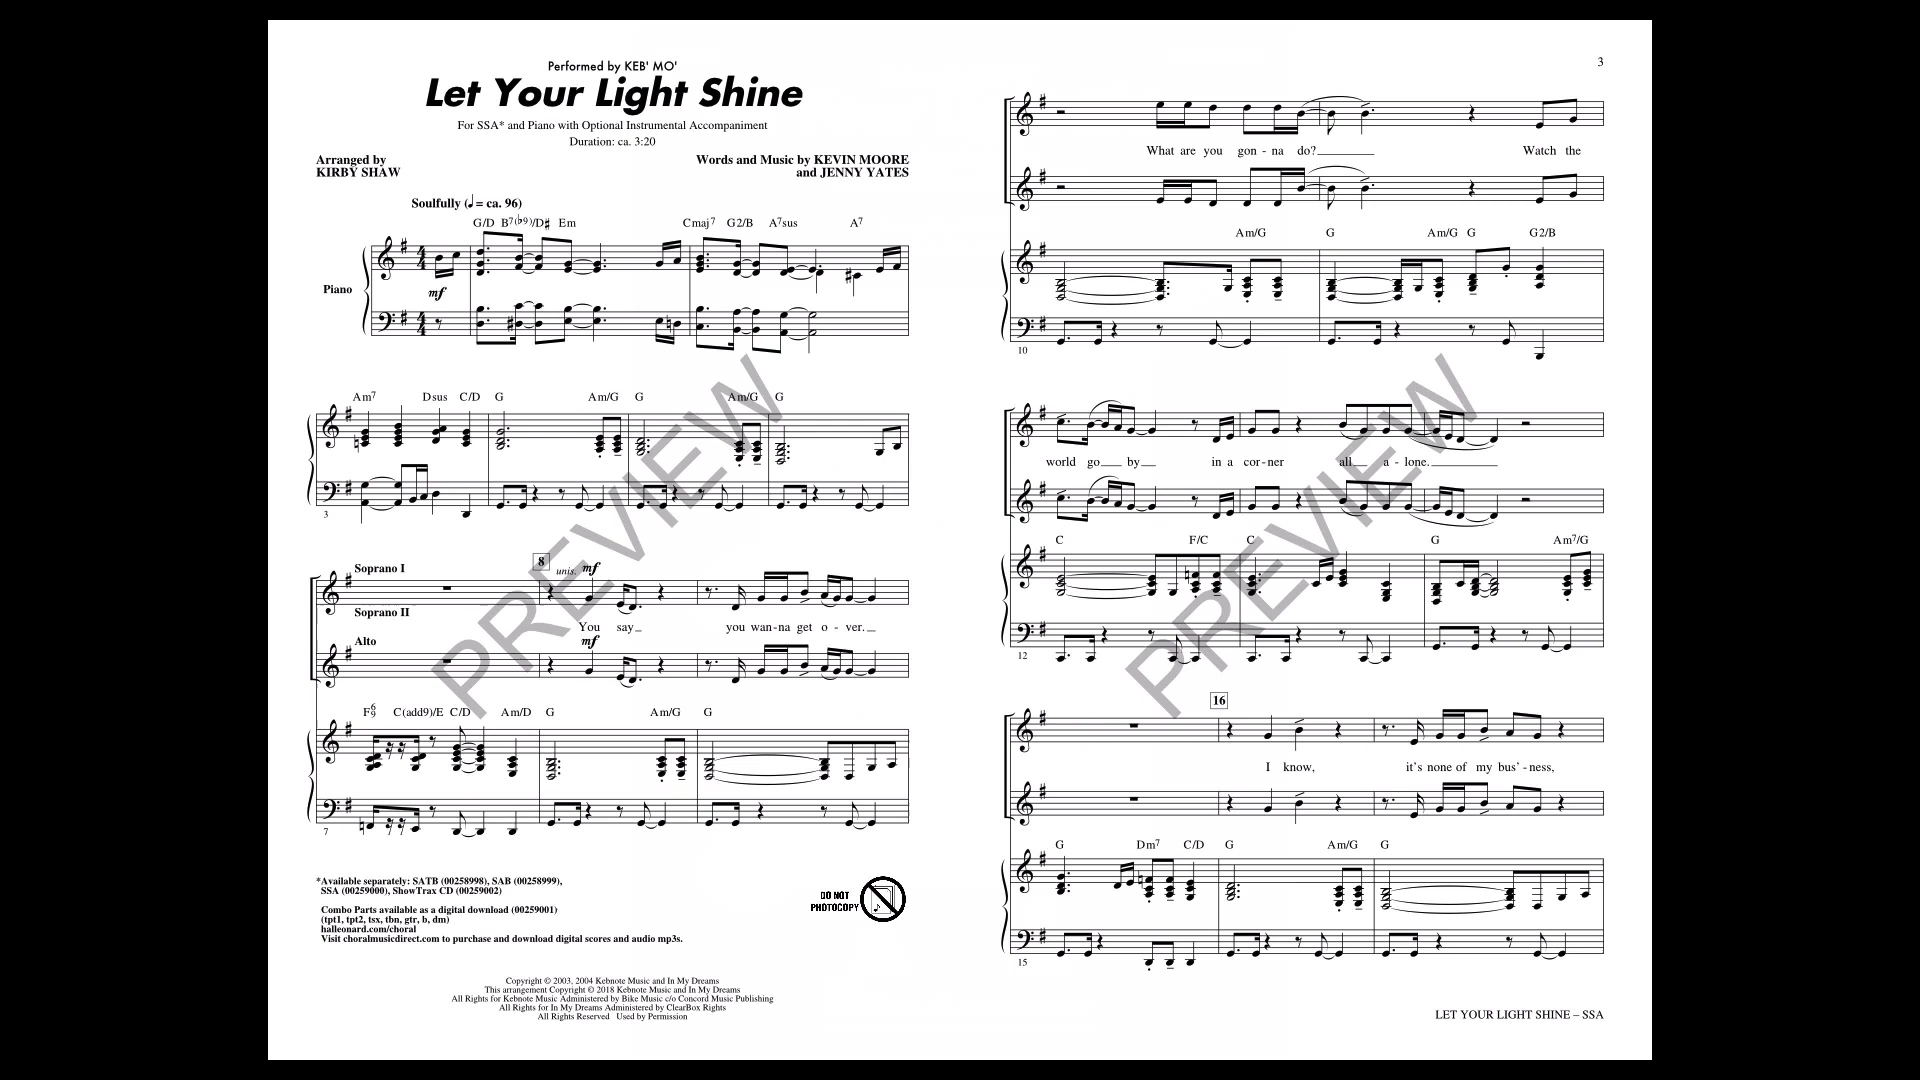 Performed by KEB' MO'
Let Your Light Shine
For SSA* and Piano with Optional Instrumental Accompaniment
Duration: ca. 3:20
Arranged by
KIRBY SHAW
Words and Music by KEVIN MOORE
and JENNY YATES
Soulfully (♩= ca. 96)
G/D B7(♭9)/D♯ Em Cmaj7 G2/B A7sus A7
Piano
mf
Am7 Dsus C/D G Am/G G Am/G G
3
8
Soprano I
unis. mf
Soprano II
You say_ you wan-na get o - ver._
Alto
mf
F6/9 C(add9)/E C/D Am/D G Am/G G
7
*Available separately: SATB (00258998), SAB (00258999),
SSA (00259000), ShowTrax CD (00259002)
Combo Parts available as a digital download (00259001)
(tpt1, tpt2, tsx, tbn, gtr, b, dm)
halleonard.com/choral
Visit choralmusicdirect.com to purchase and download digital scores and audio mp3s.
DO NOT
PHOTOCOPY
Copyright © 2003, 2004 Kebnote Music and In My Dreams
This arrangement Copyright © 2018 Kebnote Music and In My Dreams
All Rights for Kebnote Music Administered by Bike Music c/o Concord Music Publishing
All Rights for In My Dreams Administered by ClearBox Rights
All Rights Reserved Used by Permission
PREVIEW
3
What are you gon - na do?_ Watch the
Am/G G Am/G G G2/B
10
world go_ by_ in a cor-ner all_ a - lone._
C F/C C G Am7/G
12
16
I know, it's none of my bus' - ness,
G Dm7 C/D G Am/G G
15
LET YOUR LIGHT SHINE – SSA
PREVIEW